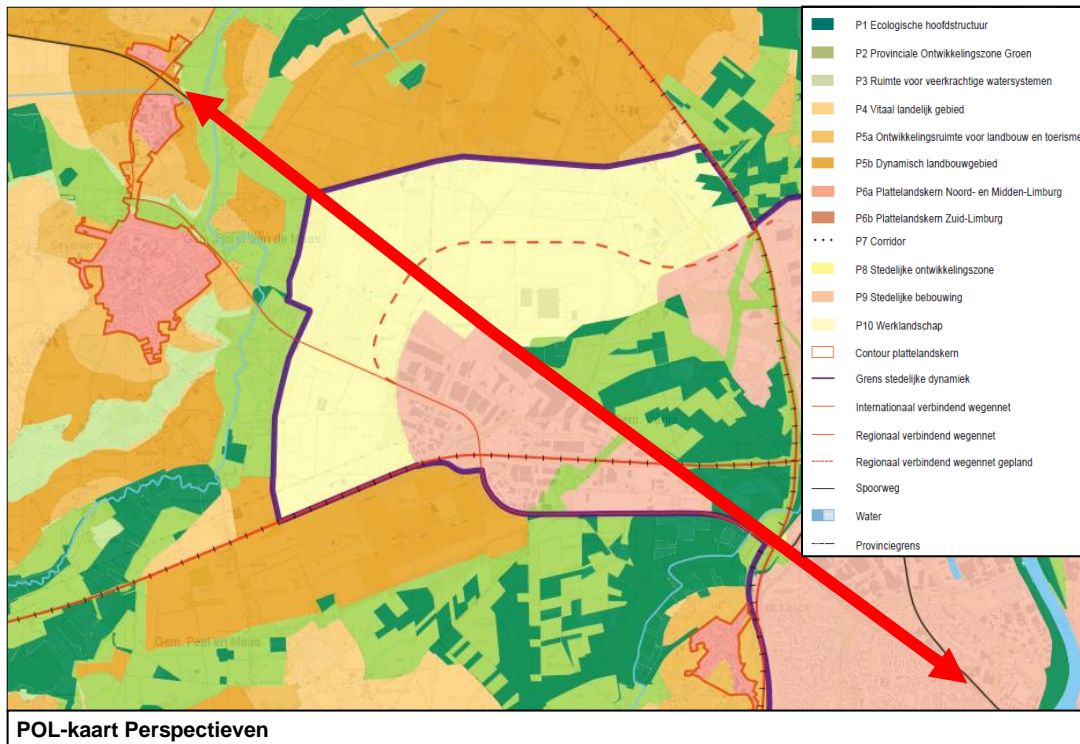 P1 Ecologische hoofdstructuur
P2 Provinciale Ontwikkelingszone Groen
P3 Ruimte voor veerkrachtige watersystemen
P4 Vitaal landelijk gebied
P5a Ontwikkelingsruimte voor landbouw en toerisme
P5b Dynamisch landbouwgebied
P6a Plattelandskern Noord- en Midden-Limburg
P6b Plattelandskern Zuid-Limburg
P7 Corridor
P8 Stedelijke ontwikkelingszone
P9 Stedelijke bebouwing
P10 Werklandschap
Contour plattelandskern
Grens stedelijke dynamiek
Internationaal verbindend wegennet
Regionaal verbindend wegennet
Regionaal verbindend wegennet gepland
Spoorweg
Water
Provinciegrens
Gem. Horst aan de Maas
Gem. Peel en Maas
POL-kaart Perspectieven